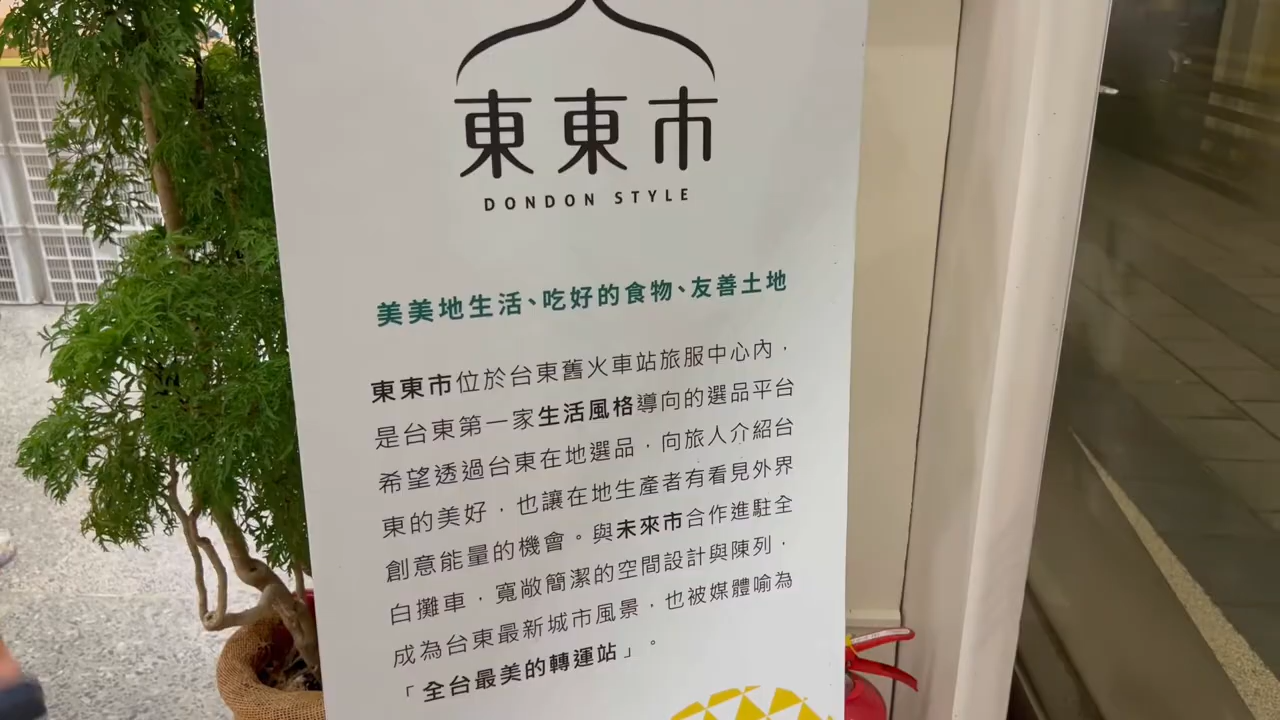 東東市
DONDON STYLE
美美地生活、吃好的食物、友善土地
東東市位於台東舊火車站旅服中心內，
是台東第一家生活風格導向的選品平台
希望透過台東在地選品，向旅人介紹台
東的美好，也讓在地生產者有看見外界
創意能量的機會。與未來市合作進駐全
白攤車，寬敞簡潔的空間設計與陳列，
成為台東最新城市風景，也被媒體喻為
「全台最美的轉運站」。